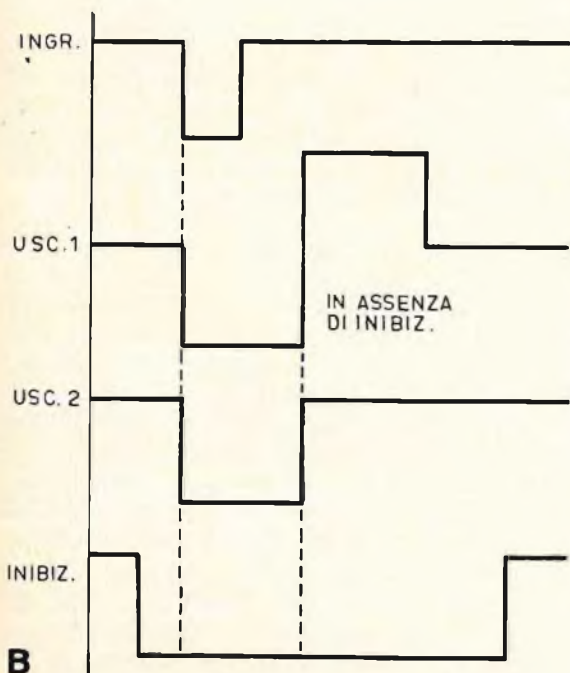 INGR.
USC.1
IN ASSENZA
DI INIBIZ.
USC. 2
INIBIZ.
B